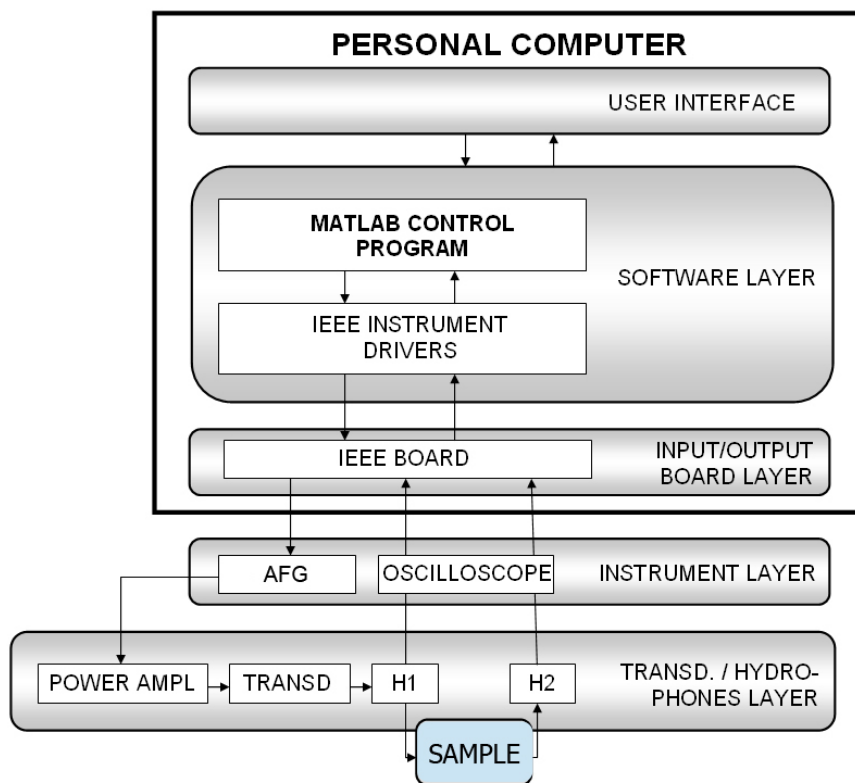 PERSONAL COMPUTER
USER INTERFACE
MATLAB CONTROL
PROGRAM
SOFTWARE LAYER
IEEE INSTRUMENT
DRIVERS
IEEE BOARD
INPUT/OUTPUT
BOARD LAYER
AFG
OSCILLOSCOPE
INSTRUMENT LAYER
POWER AMPL
TRANSD
H1
H2
TRANSD. / HYDRO-
PHONES LAYER
SAMPLE